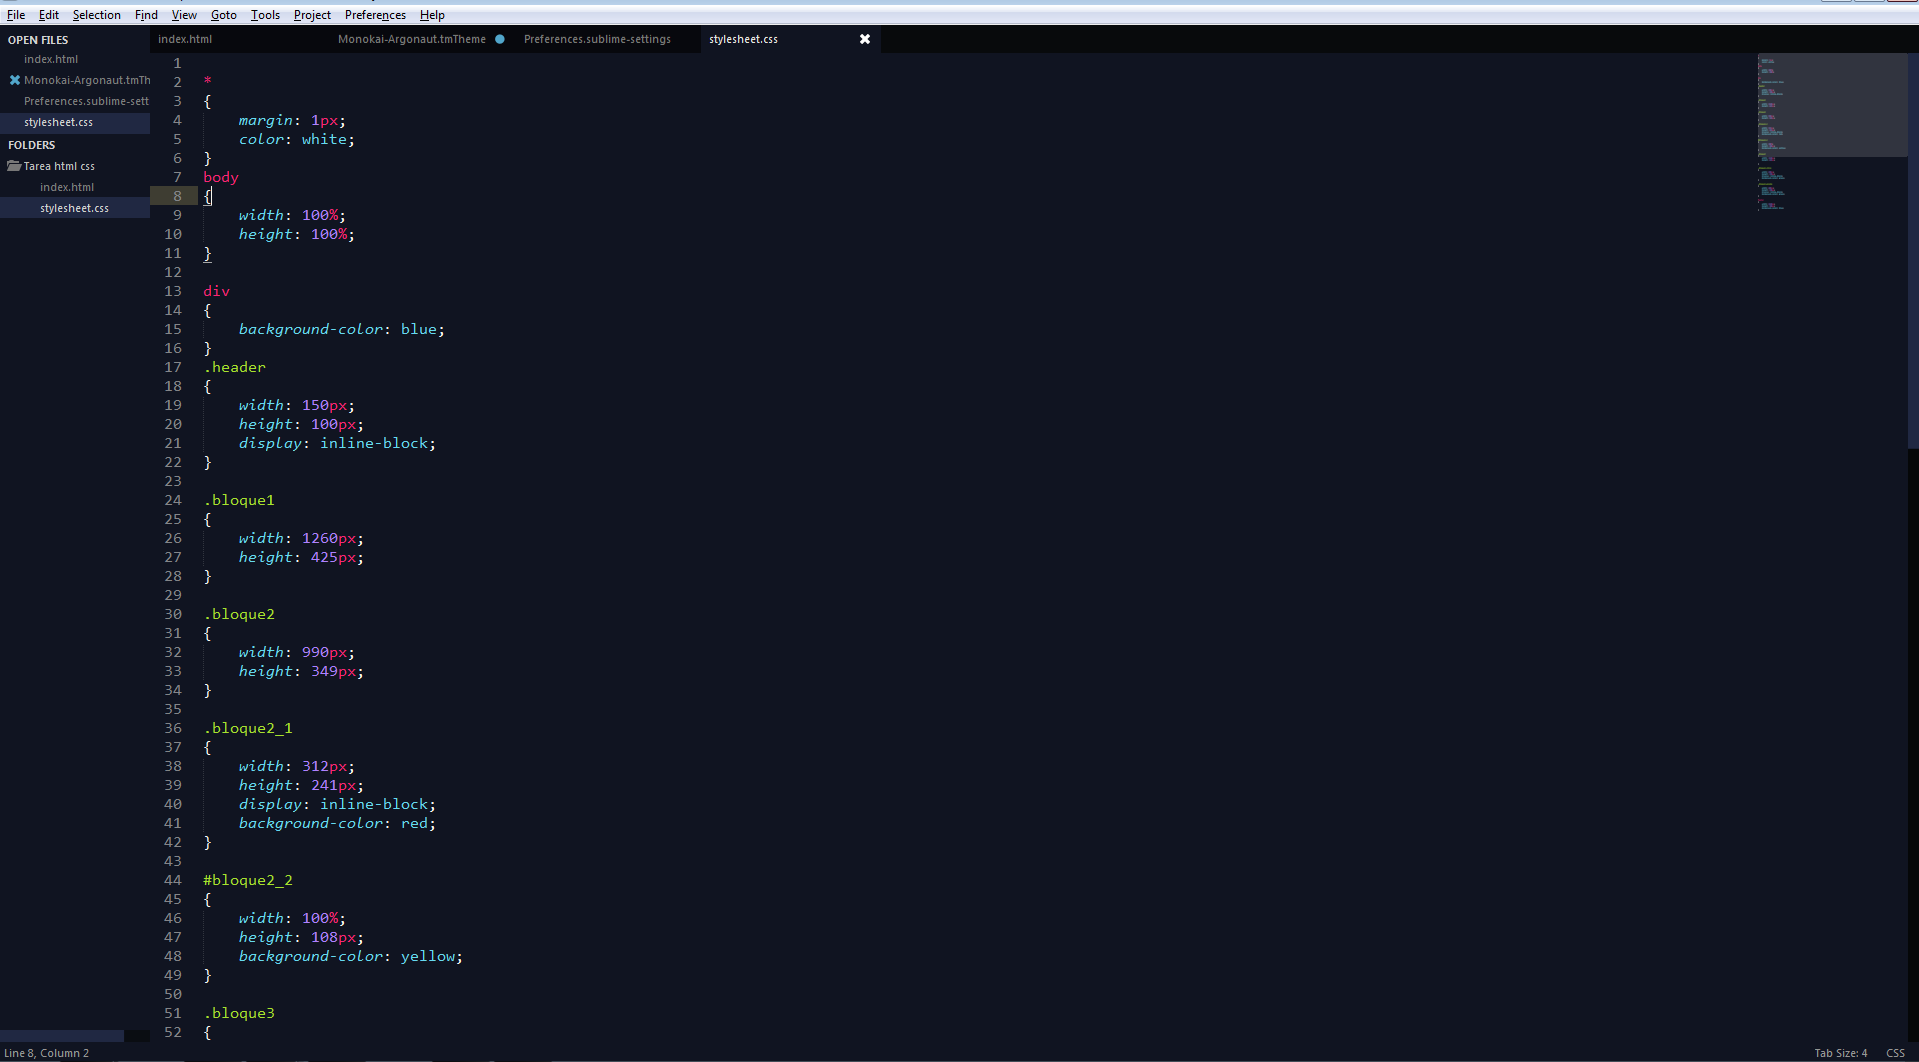 File Edit Selection Find View Goto Tools Project Preferences Help
OPEN FILES
index.html
Monokai-Argonaut.tmTh
Preferences.sublime-sett
stylesheet.css
FOLDERS
Tarea html css
index.html
stylesheet.css
index.html Monokai-Argonaut.tmTheme Preferences.sublime-settings stylesheet.css
1
2 *
3 {
4 margin: 1px;
5 color: white;
6 }
7 body
8 {
9 width: 100%;
10 height: 100%;
11 }
12
13 div
14 {
15 background-color: blue;
16 }
17 .header
18 {
19 width: 150px;
20 height: 100px;
21 display: inline-block;
22 }
23
24 .bloque1
25 {
26 width: 1260px;
27 height: 425px;
28 }
29
30 .bloque2
31 {
32 width: 990px;
33 height: 349px;
34 }
35
36 .bloque2_1
37 {
38 width: 312px;
39 height: 241px;
40 display: inline-block;
41 background-color: red;
42 }
43
44 #bloque2_2
45 {
46 width: 100%;
47 height: 108px;
48 background-color: yellow;
49 }
50
51 .bloque3
52 {
Line 8, Column 2 Tab Size: 4 CSS